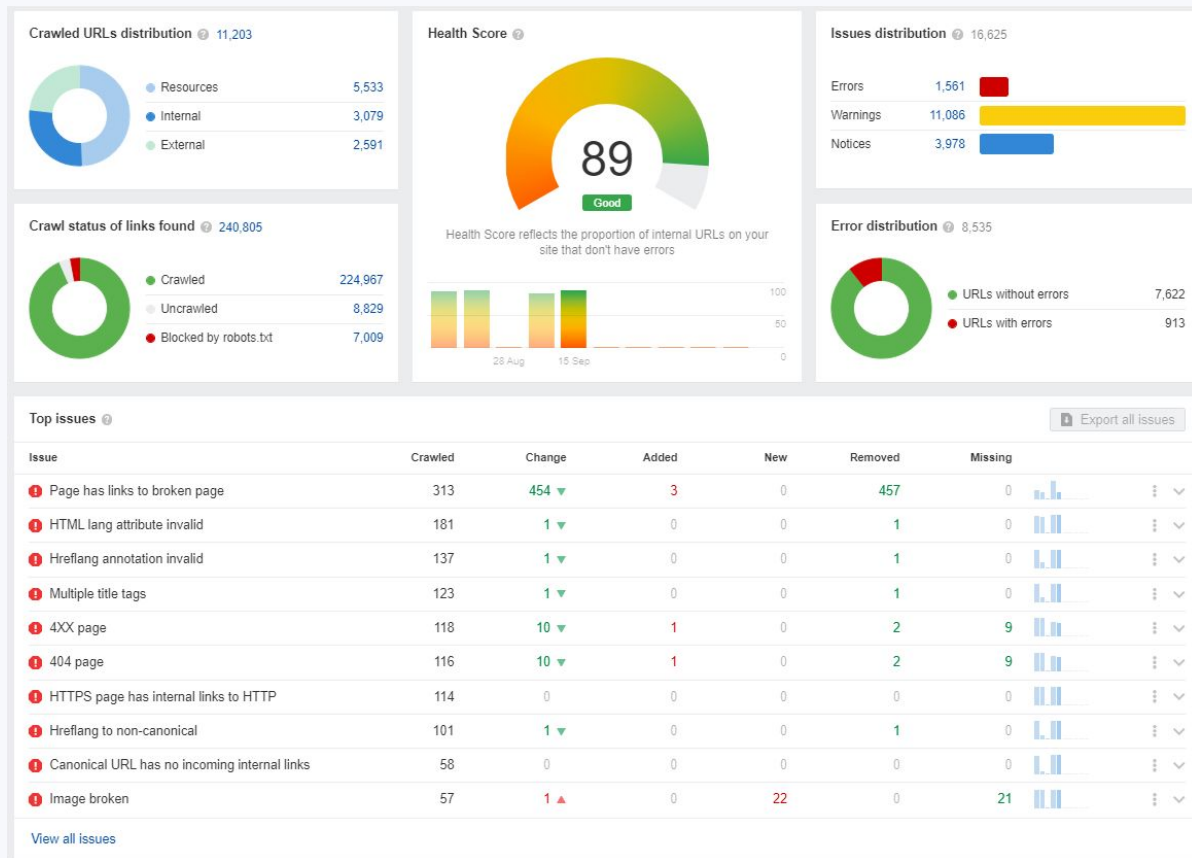 Crawled URLs distribution ? 11,203
Resources 5,533
Internal 3,079
External 2,591
Crawl status of links found ? 240,805
Crawled 224,967
Uncrawled 8,829
Blocked by robots.txt 7,009
Health Score ?
89
Good
Health Score reflects the proportion of internal URLs on your
site that don't have errors
100
50
0
28 Aug 15 Sep
Issues distribution ? 16,625
Errors 1,561
Warnings 11,086
Notices 3,978
Error distribution ? 8,535
URLs without errors 7,622
URLs with errors 913
Top issues ?
Export all issues
Issue Crawled Change Added New Removed Missing
Page has links to broken page 313 454 ▼ 3 0 457 0
HTML lang attribute invalid 181 1 ▼ 0 0 1 0
Hreflang annotation invalid 137 1 ▼ 0 0 1 0
Multiple title tags 123 1 ▼ 0 0 1 0
4XX page 118 10 ▼ 1 0 2 9
404 page 116 10 ▼ 1 0 2 9
HTTPS page has internal links to HTTP 114 0 0 0 0 0
Hreflang to non-canonical 101 1 ▼ 0 0 1 0
Canonical URL has no incoming internal links 58 0 0 0 0 0
Image broken 57 1 ▲ 0 22 0 21
View all issues